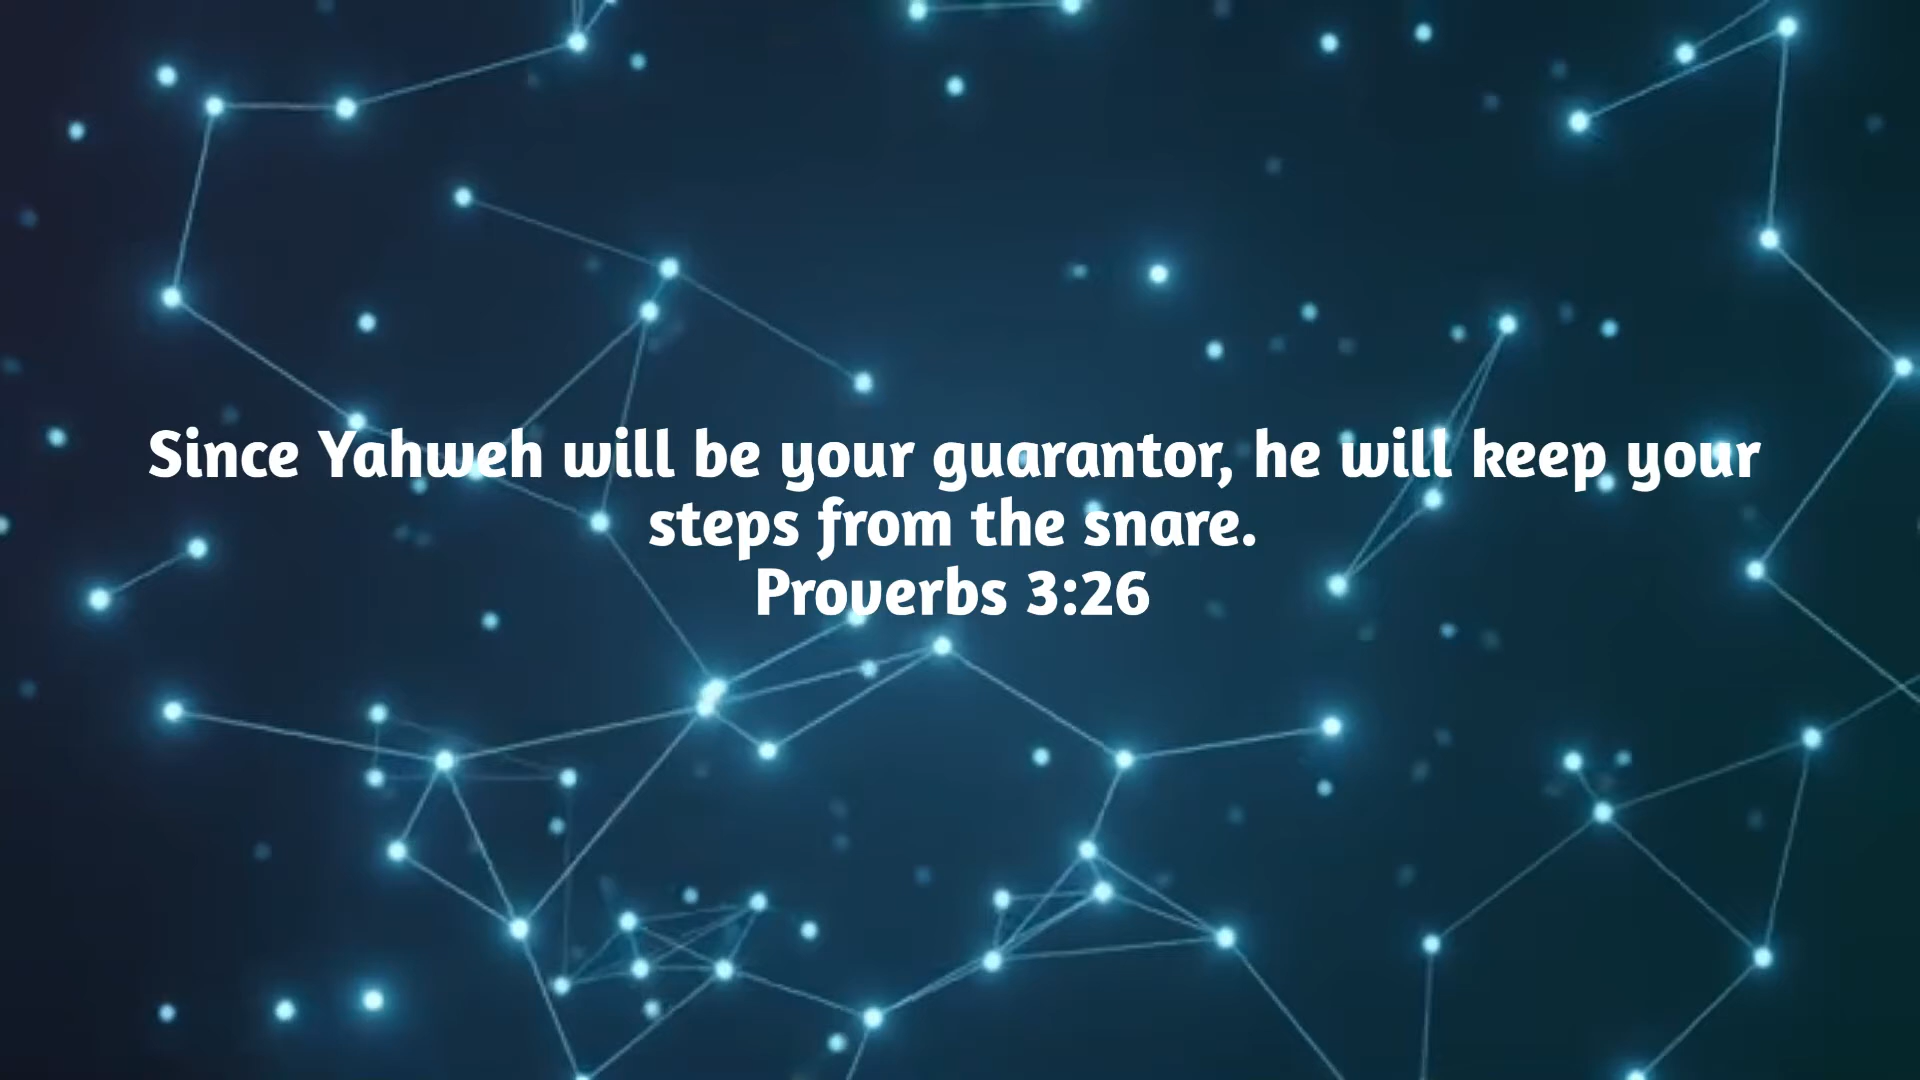 Since Yahweh will be your guarantor, he will keep your
steps from the snare.
Proverbs 3:26